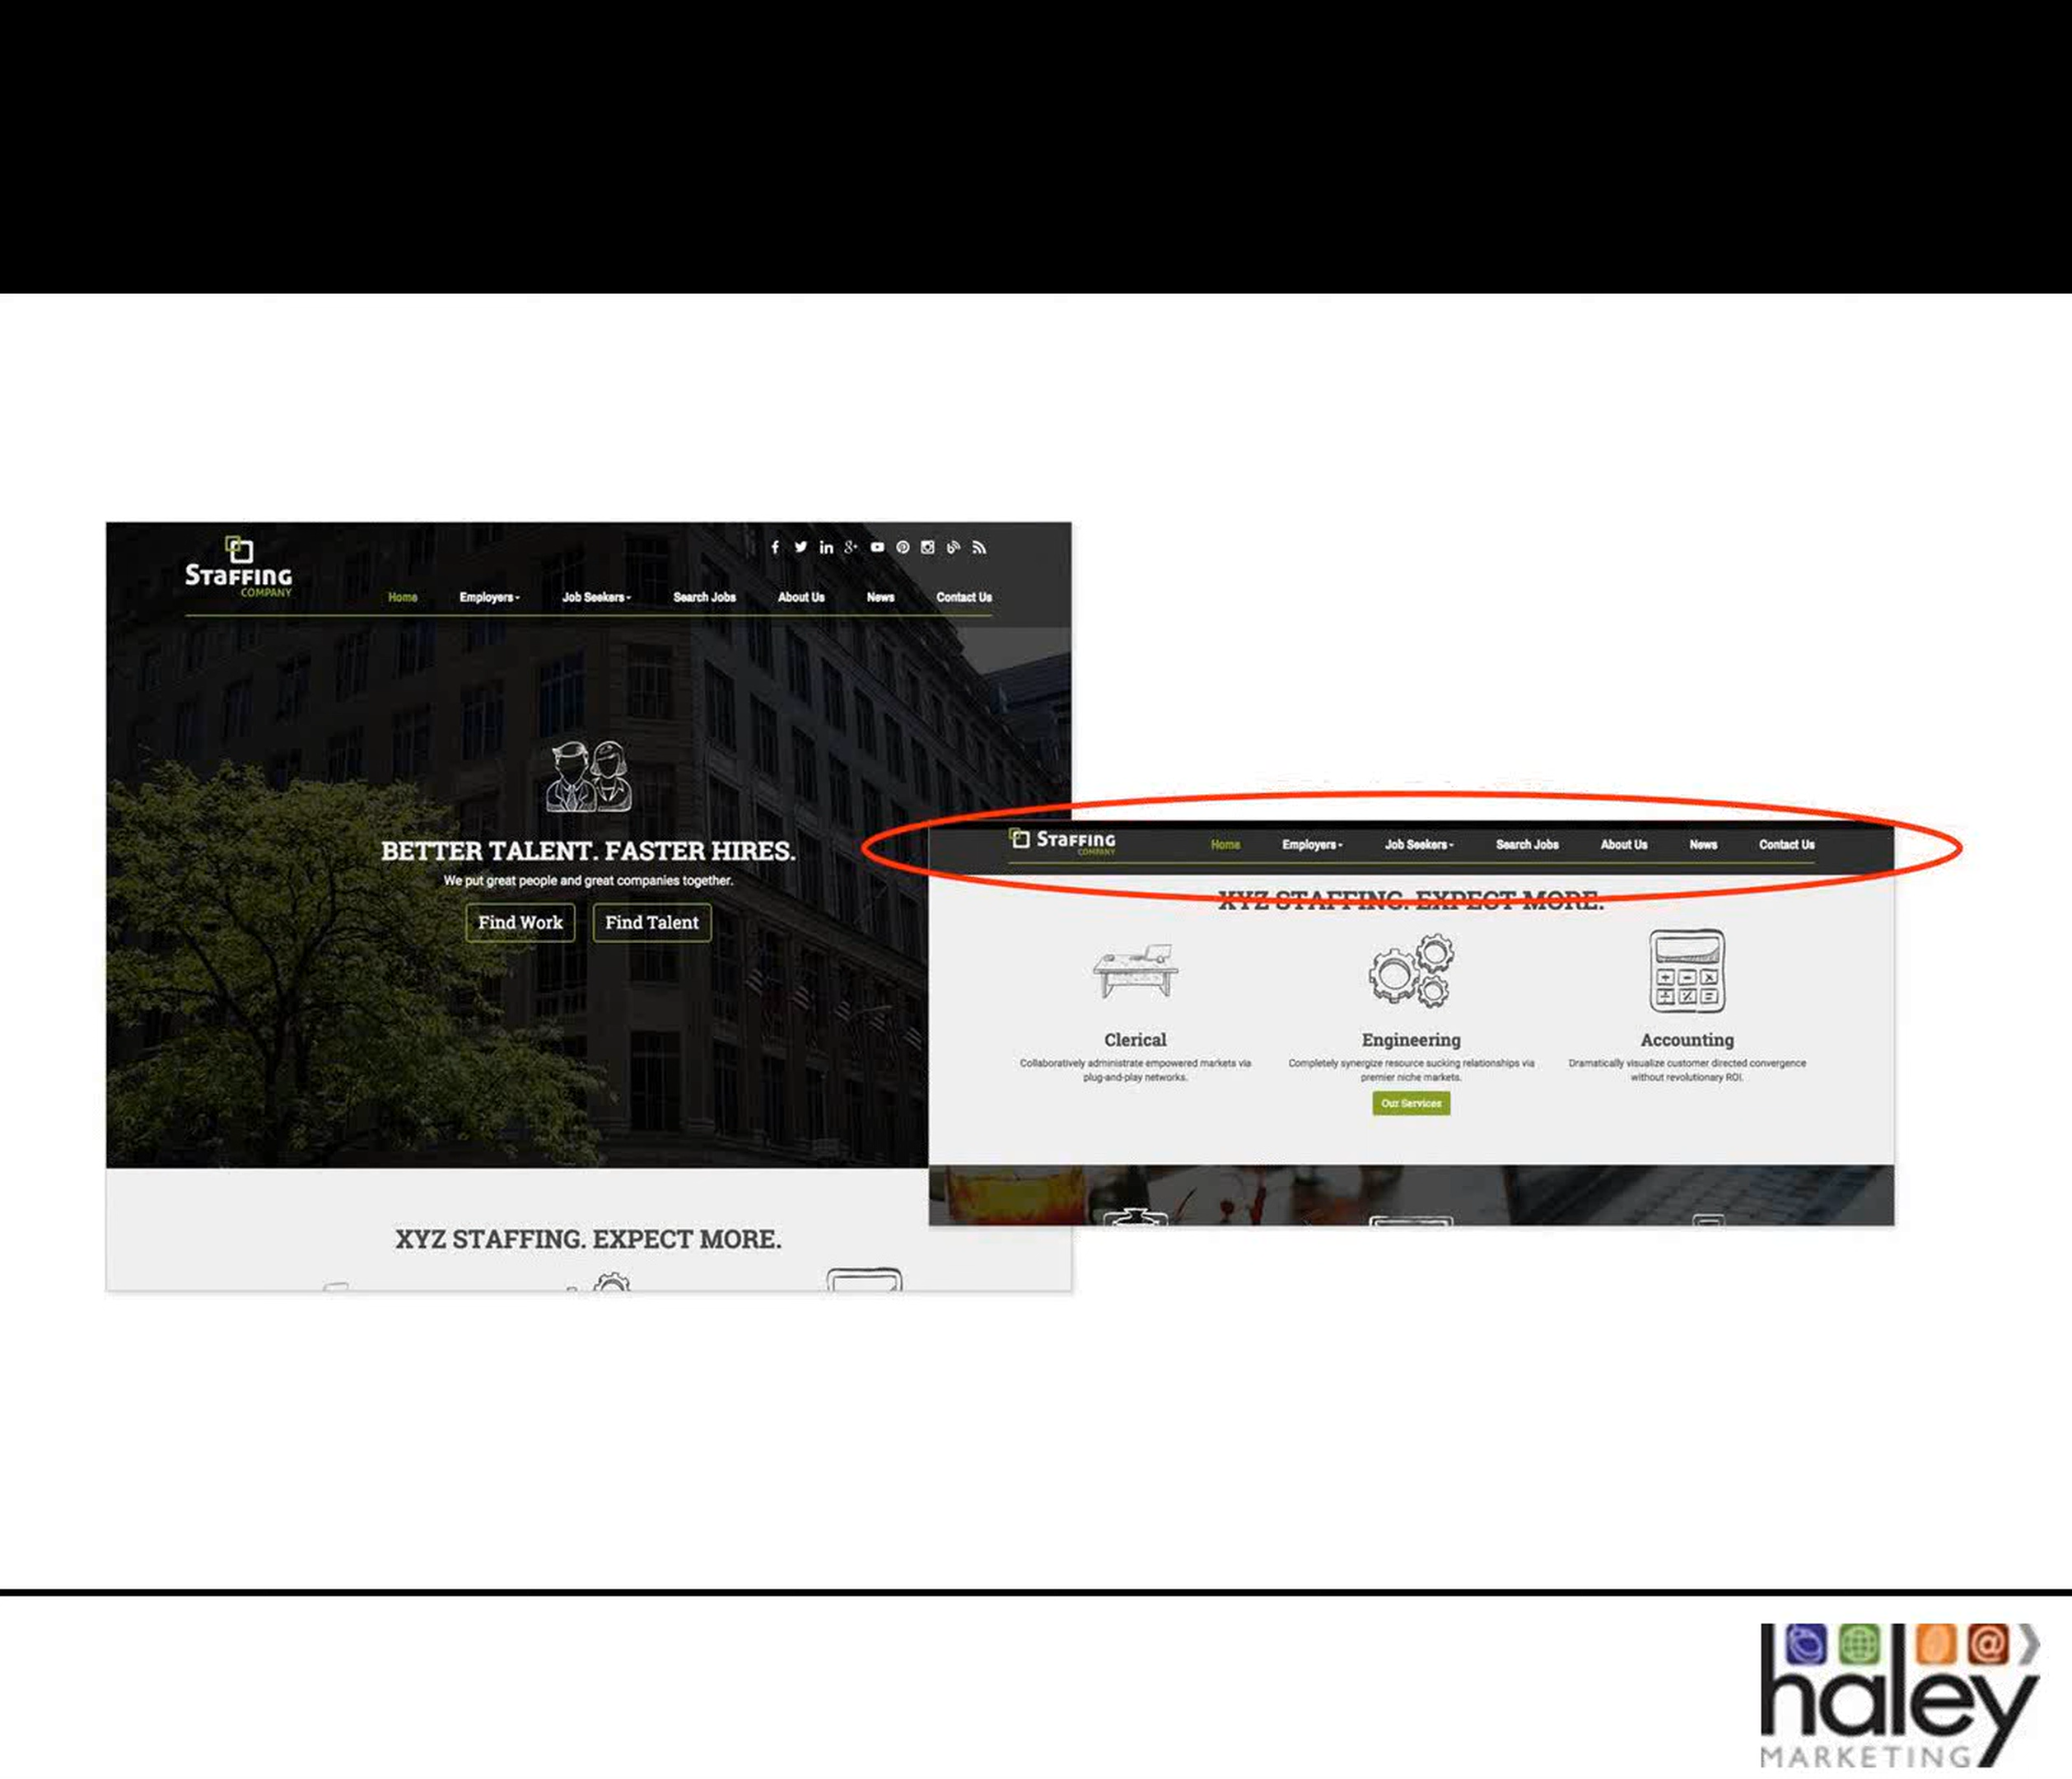 STaFFING
COMPANY
Home Employers Job Seekers Search Jobs About Us News Contact Us
BETTER TALENT. FASTER HIRES.
We put great people and great companies together.
Find Work Find Talent
XYZ STAFFING. EXPECT MORE.
STaFFING
COMPANY
Home Employers Job Seekers Search Jobs About Us News Contact Us
XYZ STAFFING. EXPECT MORE.
Clerical
Collaboratively administrate empowered markets via
plug-and-play networks.
Engineering
Completely synergize resource sucking relationships via
premier niche markets.
Accounting
Dramatically visualize customer directed convergence
without revolutionary ROI.
Our Services
haley
MARKETING